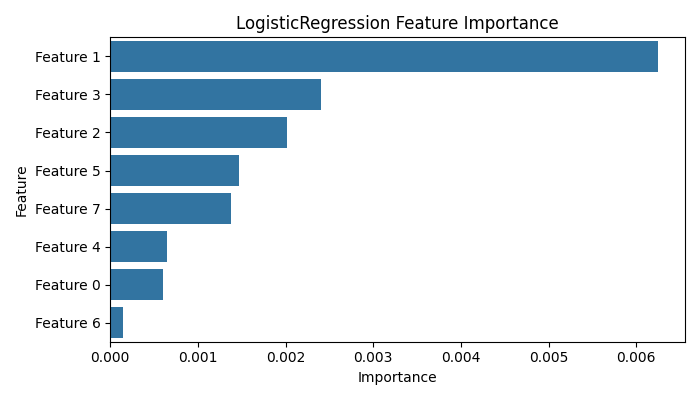 LogisticRegression Feature Importance
Feature 1
Feature 3
Feature 2
Feature 5
Feature 7
Feature 4
Feature 0
Feature 6
Feature
0.000 0.001 0.002 0.003 0.004 0.005 0.006
Importance